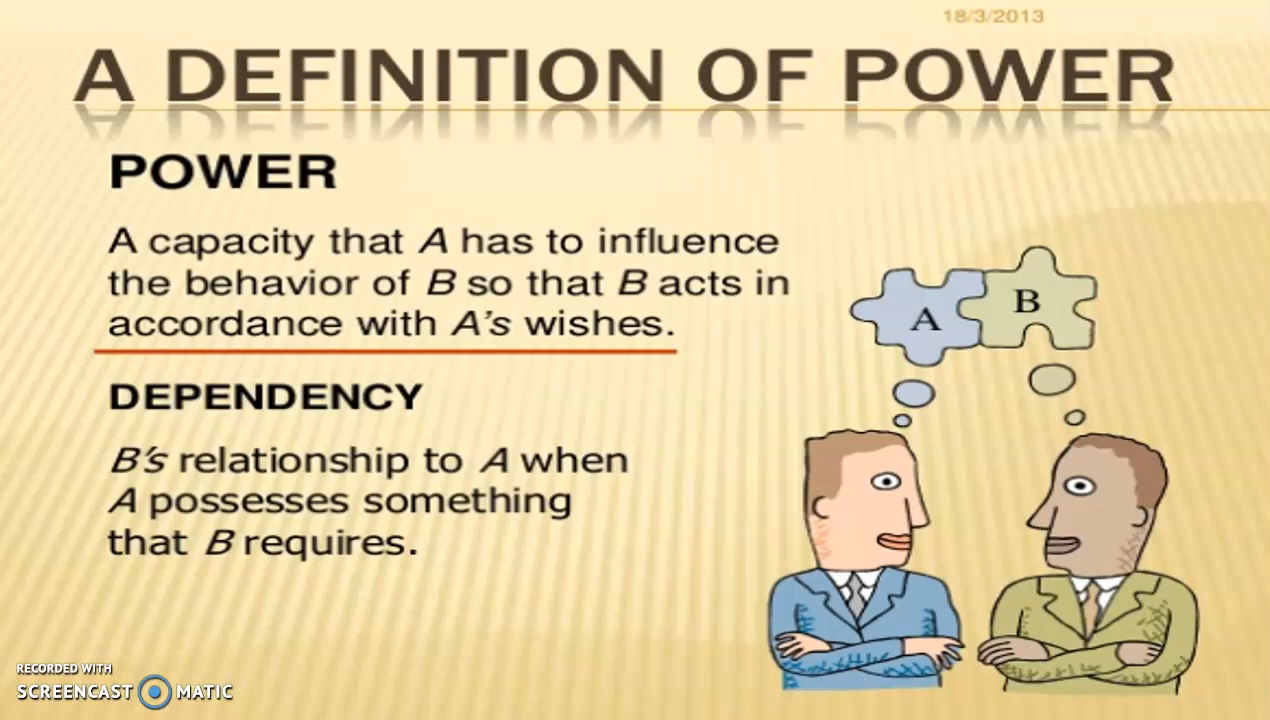 18/3/2013
A DEFINITION OF POWER
POWER
A capacity that A has to influence
the behavior of B so that B acts in
accordance with A's wishes.
DEPENDENCY
B's relationship to A when
A possesses something
that B requires.
A
B
RECORDED WITH
SCREENCAST MATIC